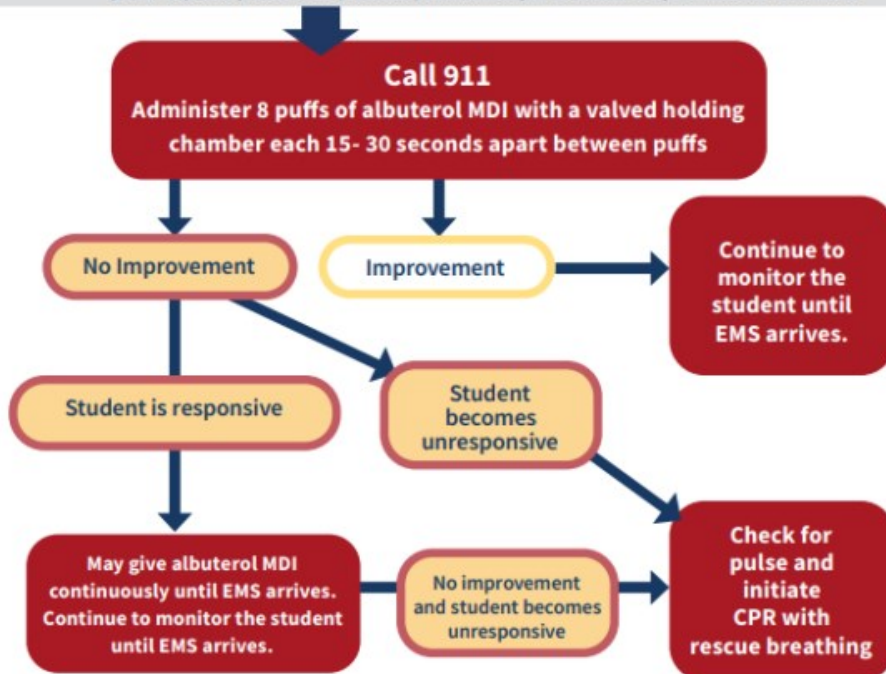 Call 911
Administer 8 puffs of albuterol MDI with a valved holding
chamber each 15- 30 seconds apart between puffs
No Improvement
Improvement
Continue to
monitor the
student until
EMS arrives.
Student is responsive
Student
becomes
unresponsive
May give albuterol MDI
continuously until EMS arrives.
Continue to monitor the student
until EMS arrives.
No improvement
and student becomes
unresponsive
Check for
pulse and
initiate
CPR with
rescue breathing